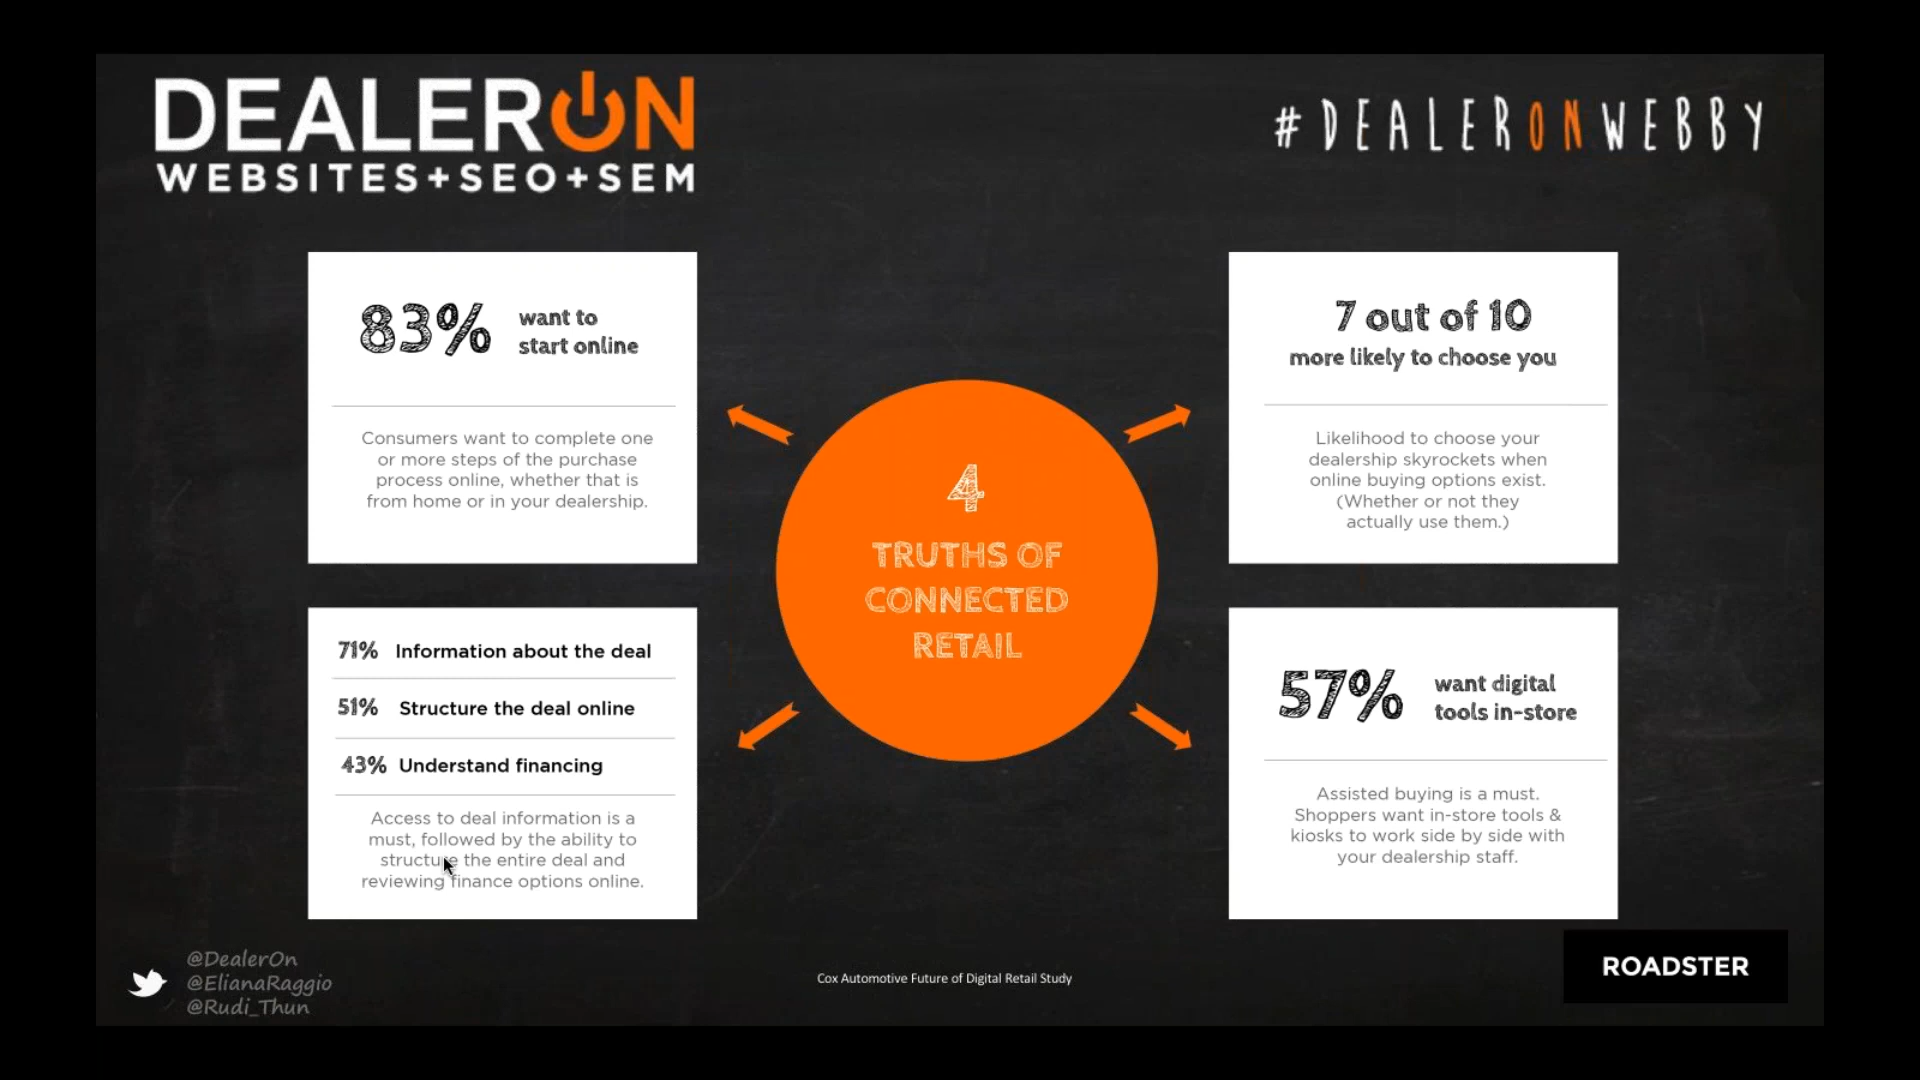 DEALERON
WEBSITES+SEO+SEM
#DEALERONWEBBY
83%
want to
start online
Consumers want to complete one
or more steps of the purchase
process online, whether that is
from home or in your dealership.
7 out of 10
more likely to choose you
Likelihood to choose your
dealership skyrockets when
online buying options exist.
(Whether or not they
actually use them.)
4
TRUTHS OF
CONNECTED
RETAIL
71% Information about the deal
51% Structure the deal online
43% Understand financing
Access to deal information is a
must, followed by the ability to
structure the entire deal and
reviewing finance options online.
57%
want digital
tools in-store
Assisted buying is a must.
Shoppers want in-store tools &
kiosks to work side by side with
your dealership staff.
@DealerOn
@ElianaRaggio
@Rudi_Thun
Cox Automotive Future of Digital Retail Study
ROADSTER